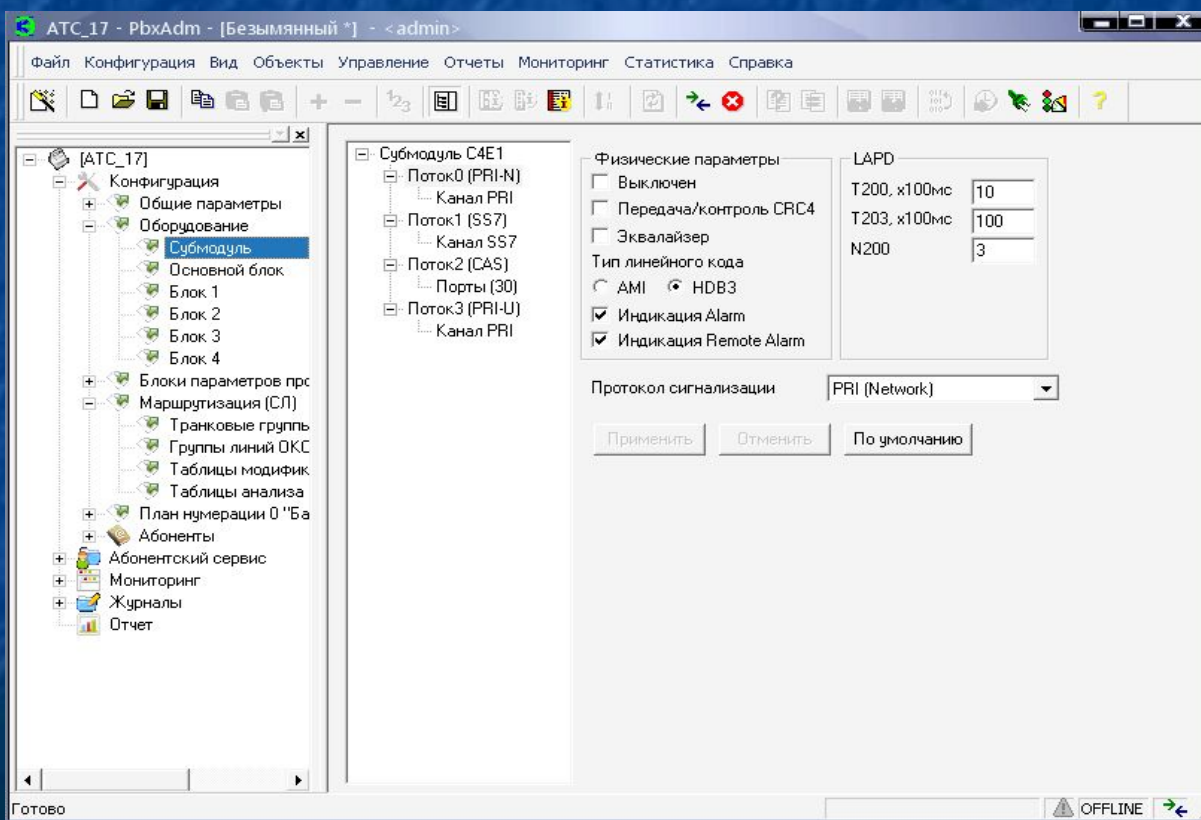 ATC_17 - PbxAdm - [Безымянный *] - <admin>
Файл Конфигурация Вид Объекты Управление Отчеты Мониторинг Статистика Справка
[АТС_17]
Конфигурация
Общие параметры
Оборудование
Субмодуль
Основной блок
Блок 1
Блок 2
Блок 3
Блок 4
Блоки параметров прс
Маршрутизация (СЛ)
Транковые группы
Группы линий ОКС
Таблицы модифик
Таблицы анализа
План нумерации 0 "Ба
Абоненты
Абонентский сервис
Мониторинг
Журналы
Отчет
Субмодуль C4E1
Поток0 (PRI-N)
Канал PRI
Поток1 (SS7)
Канал SS7
Поток2 (CAS)
Порты (30)
Поток3 (PRI-U)
Канал PRI
Физические параметры
Выключен
Передача/контроль CRC4
Эквалайзер
Тип линейного кода
AMI HDB3
Индикация Alarm
Индикация Remote Alarm
LAPD
T200, x100мс 10
T203, x100мс 100
N200 3
Протокол сигнализации PRI (Network)
Применить Отменить По умолчанию
Готово OFFLINE